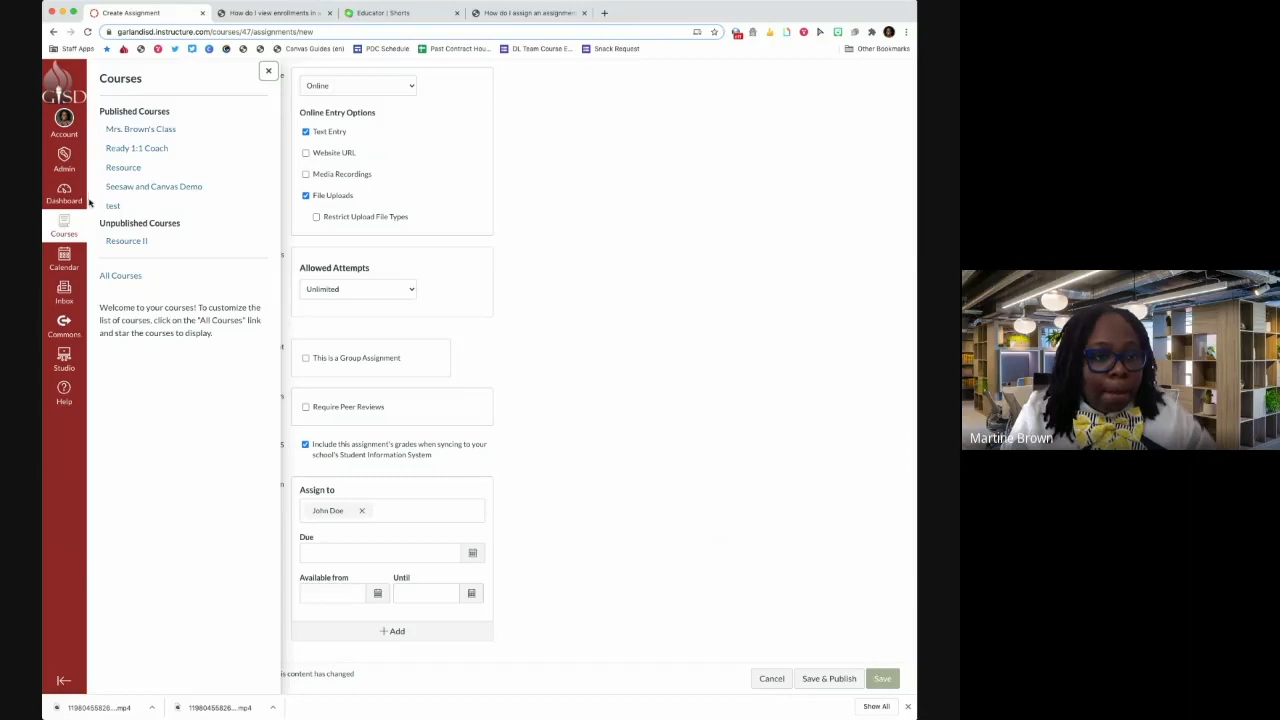 Create Assignment
How do I view enrollments in a
Educator | Shorts
How do I assign an assignment
garlandisd.instructure.com/courses/47/assignments/new
Staff Apps
Canvas Guides (en)
PDC Schedule
Past Contract Hou...
DL Team Course E...
Snack Request
Other Bookmarks
GISD
Account
Admin
Dashboard
Courses
Calendar
Inbox
Commons
Studio
Help
Courses
Published Courses
Mrs. Brown's Class
Ready 1:1 Coach
Resource
Seesaw and Canvas Demo
test
Unpublished Courses
Resource II
All Courses
Welcome to your courses! To customize the
list of courses, click on the "All Courses" link
and star the courses to display.
Online
Online Entry Options
Text Entry
Website URL
Media Recordings
File Uploads
Restrict Upload File Types
Allowed Attempts
Unlimited
This is a Group Assignment
Require Peer Reviews
Include this assignment's grades when syncing to your
school's Student Information System
Assign to
John Doe
Due
Available from
Until
+ Add
is content has changed
Cancel
Save & Publish
Save
11980455826....mp4
11980455826....mp4
Show All
Martine Brown